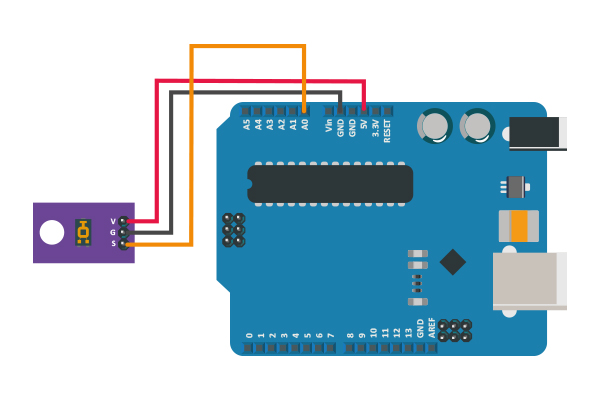 A5
A4
A3
A2
A1
A0
Vin
GND
GND
5V
3.3V
RESET
V
G
S
0
1
2
3
4
5
6
7
8
9
10
11
12
13
GND
AREF